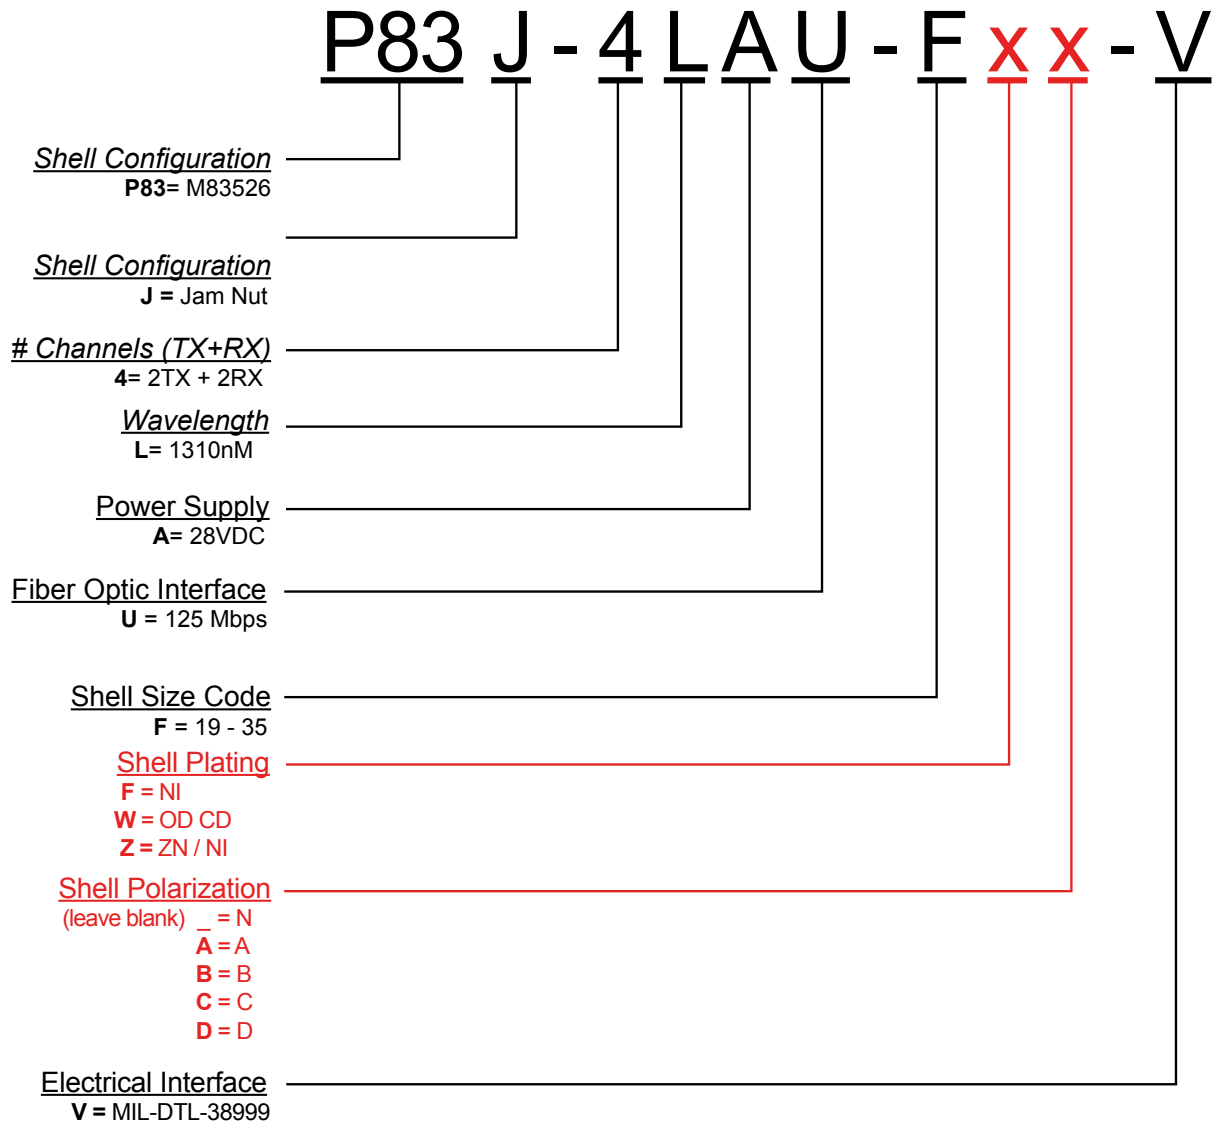 P83 J - 4 L A U - F x x - V
Shell Configuration
P83= M83526
Shell Configuration
J = Jam Nut
# Channels (TX+RX)
4= 2TX + 2RX
Wavelength
L= 1310nM
Power Supply
A= 28VDC
Fiber Optic Interface
U = 125 Mbps
Shell Size Code
F = 19 - 35
Shell Plating
F = NI
W = OD CD
Z = ZN / NI
Shell Polarization
(leave blank) _ = N
A = A
B = B
C = C
D = D
Electrical Interface
V = MIL-DTL-38999